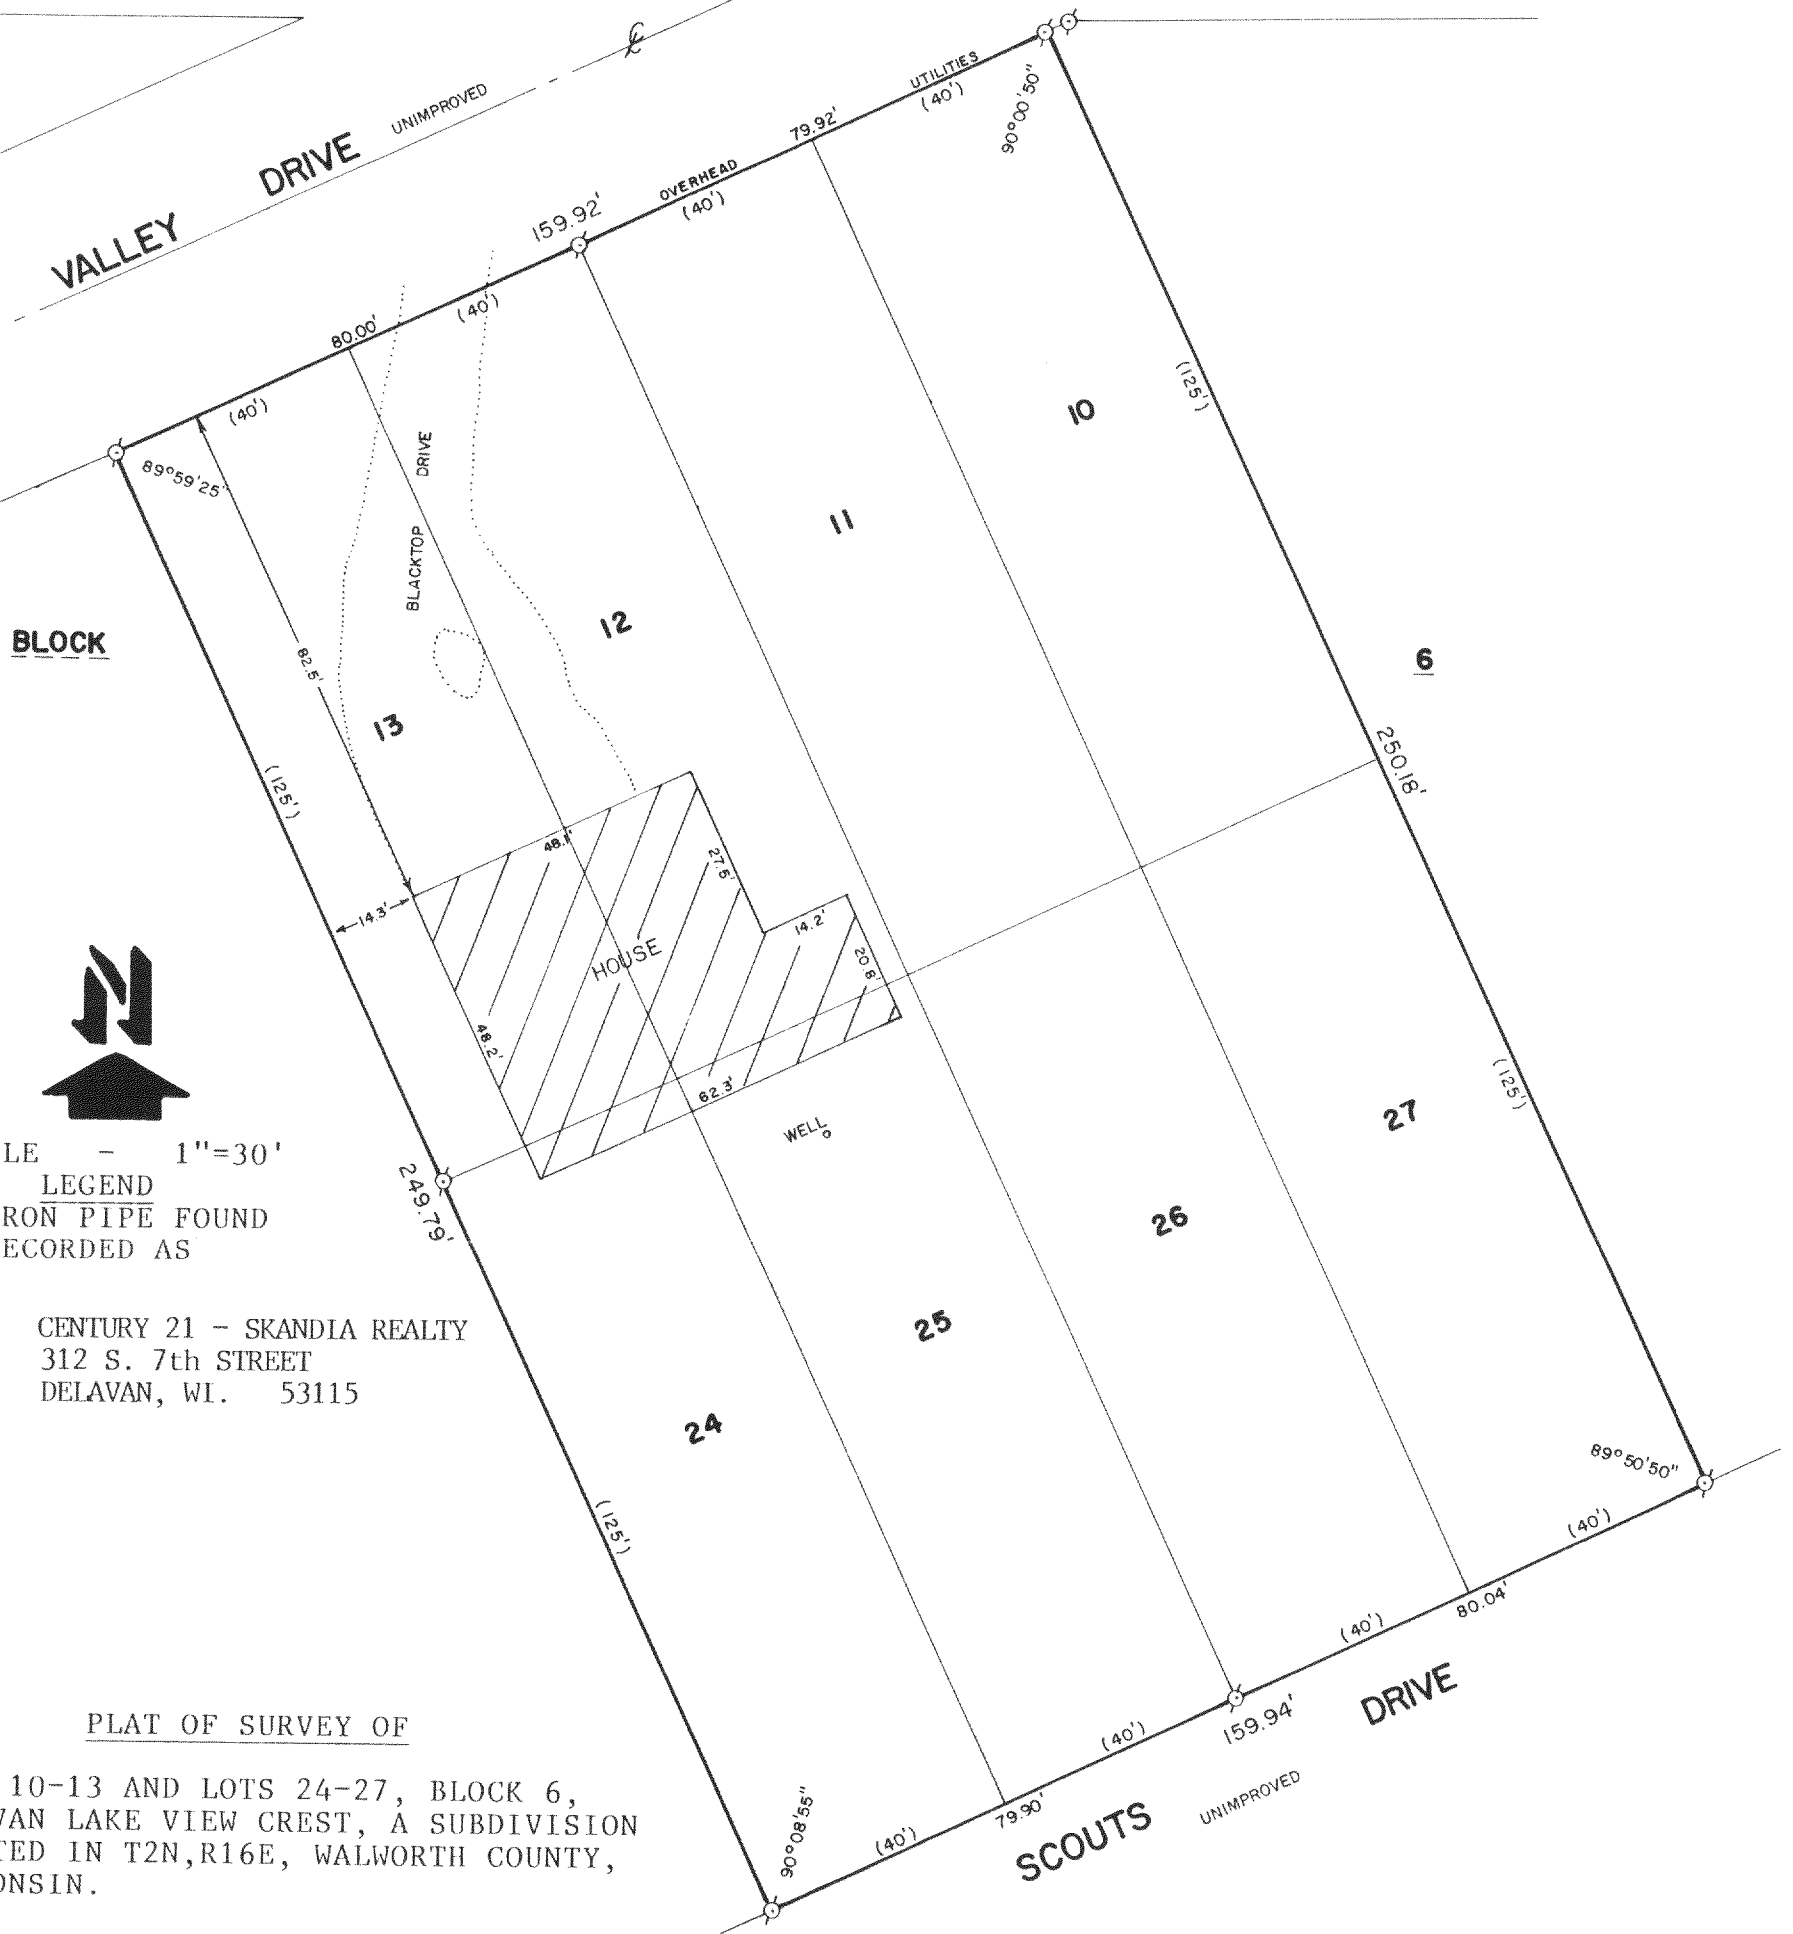 ℄
VALLEY DRIVE UNIMPROVED
OVERHEAD UTILITIES
159.92'
80.00'
79.92'
(40')
(40')
(40')
(40')
89°59'25"
90°00'50"
BLACKTOP DRIVE
82.5'
(125')
(125')
13
12
11
10
BLOCK
6
250.18'
14.3'
48.1'
27.5'
14.2'
20.8'
HOUSE
48.2'
62.3'
WELL
249.79'
(125')
(125')
24
25
26
27
N
LE - 1"=30'
LEGEND
RON PIPE FOUND
ECORDED AS
CENTURY 21 - SKANDIA REALTY
312 S. 7th STREET
DELAVAN, WI. 53115
89°50'50"
90°08'55"
(40')
(40')
(40')
(40')
79.90'
80.04'
159.94'
SCOUTS DRIVE
UNIMPROVED
PLAT OF SURVEY OF
10-13 AND LOTS 24-27, BLOCK 6,
VAN LAKE VIEW CREST, A SUBDIVISION
TED IN T2N,R16E, WALWORTH COUNTY,
ONSIN.